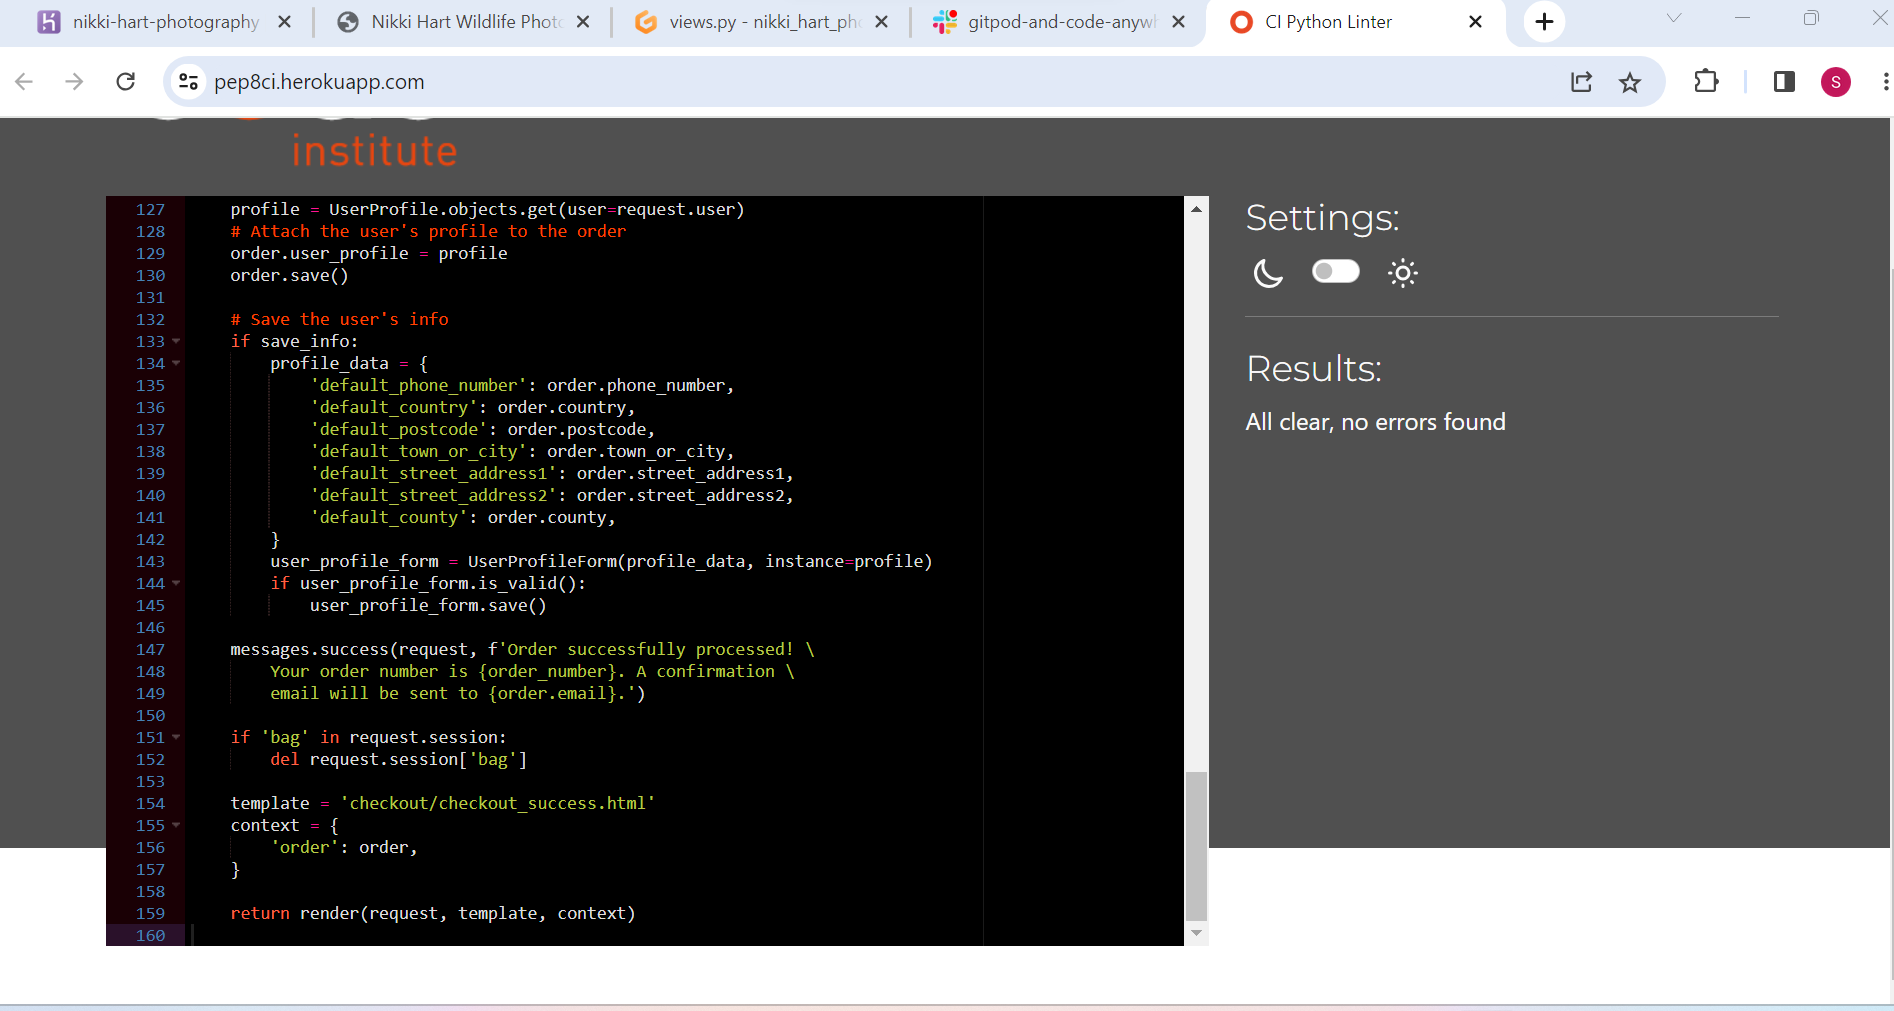 nikki-hart-photography
Nikki Hart Wildlife Photo
views.py - nikki_hart_pho
gitpod-and-code-anywh
CI Python Linter
pep8ci.herokuapp.com
S
institute
127 profile = UserProfile.objects.get(user=request.user)
128 # Attach the user's profile to the order
129 order.user_profile = profile
130 order.save()
131
132 # Save the user's info
133 if save_info:
134 profile_data = {
135 'default_phone_number': order.phone_number,
136 'default_country': order.country,
137 'default_postcode': order.postcode,
138 'default_town_or_city': order.town_or_city,
139 'default_street_address1': order.street_address1,
140 'default_street_address2': order.street_address2,
141 'default_county': order.county,
142 }
143 user_profile_form = UserProfileForm(profile_data, instance=profile)
144 if user_profile_form.is_valid():
145 user_profile_form.save()
146
147 messages.success(request, f'Order successfully processed! \
148 Your order number is {order_number}. A confirmation \
149 email will be sent to {order.email}.')
150
151 if 'bag' in request.session:
152 del request.session['bag']
153
154 template = 'checkout/checkout_success.html'
155 context = {
156 'order': order,
157 }
158
159 return render(request, template, context)
160
Settings:
Results:
All clear, no errors found